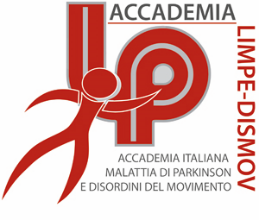 ACCADEMIA
LIMPE-DISMOV
LP
ACCADEMIA ITALIANA
MALATTIA DI PARKINSON
E DISORDINI DEL MOVIMENTO